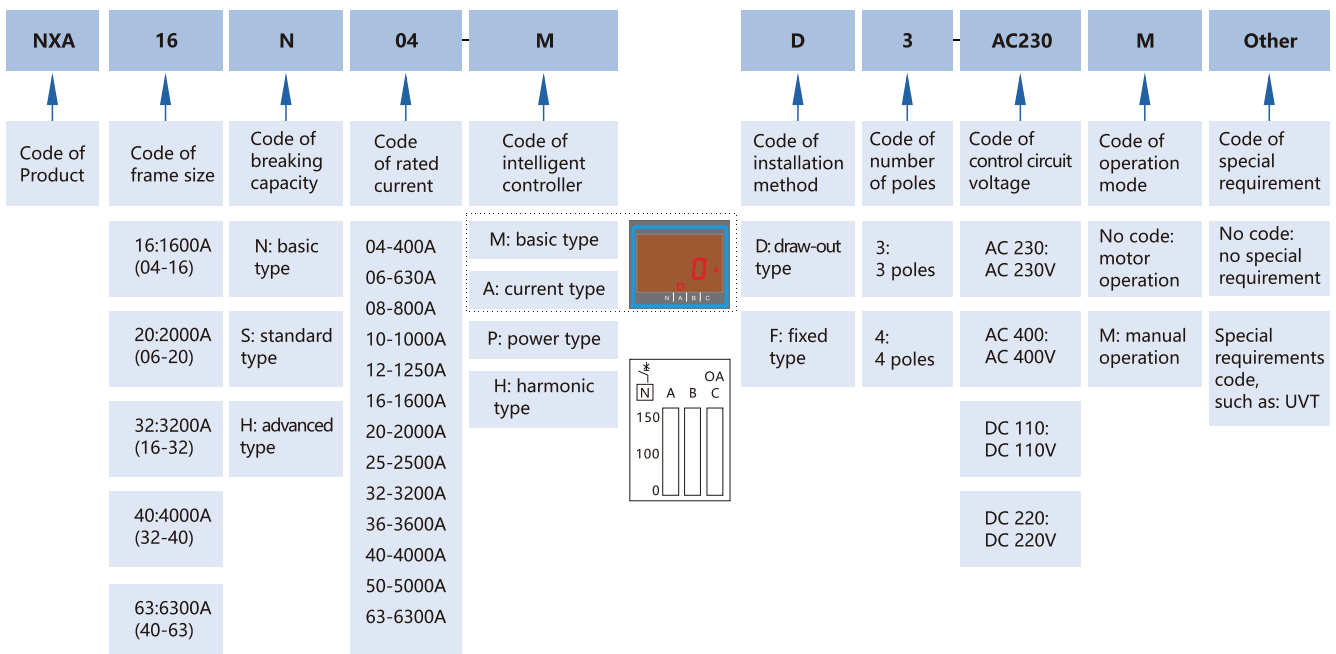 NXA
16
N
04
-
M
D
3
-
AC230
M
Other
Code of
Product
Code of
frame size
Code of
breaking
capacity
Code
of rated
current
Code of
intelligent
controller
Code of
installation
method
Code of
number
of poles
Code of
control circuit
voltage
Code of
operation
mode
Code of
special
requirement
16:1600A
(04-16)
20:2000A
(06-20)
32:3200A
(16-32)
40:4000A
(32-40)
63:6300A
(40-63)
N: basic
type
S: standard
type
H: advanced
type
04-400A
06-630A
08-800A
10-1000A
12-1250A
16-1600A
20-2000A
25-2500A
32-3200A
36-3600A
40-4000A
50-5000A
63-6300A
M: basic type
A: current type
P: power type
H: harmonic
type
0 A
N A B C
OA
N A B C
150
100
0
D: draw-out
type
F: fixed
type
3:
3 poles
4:
4 poles
AC 230:
AC 230V
AC 400:
AC 400V
DC 110:
DC 110V
DC 220:
DC 220V
No code:
motor
operation
M: manual
operation
No code:
no special
requirement
Special
requirements
code,
such as: UVT